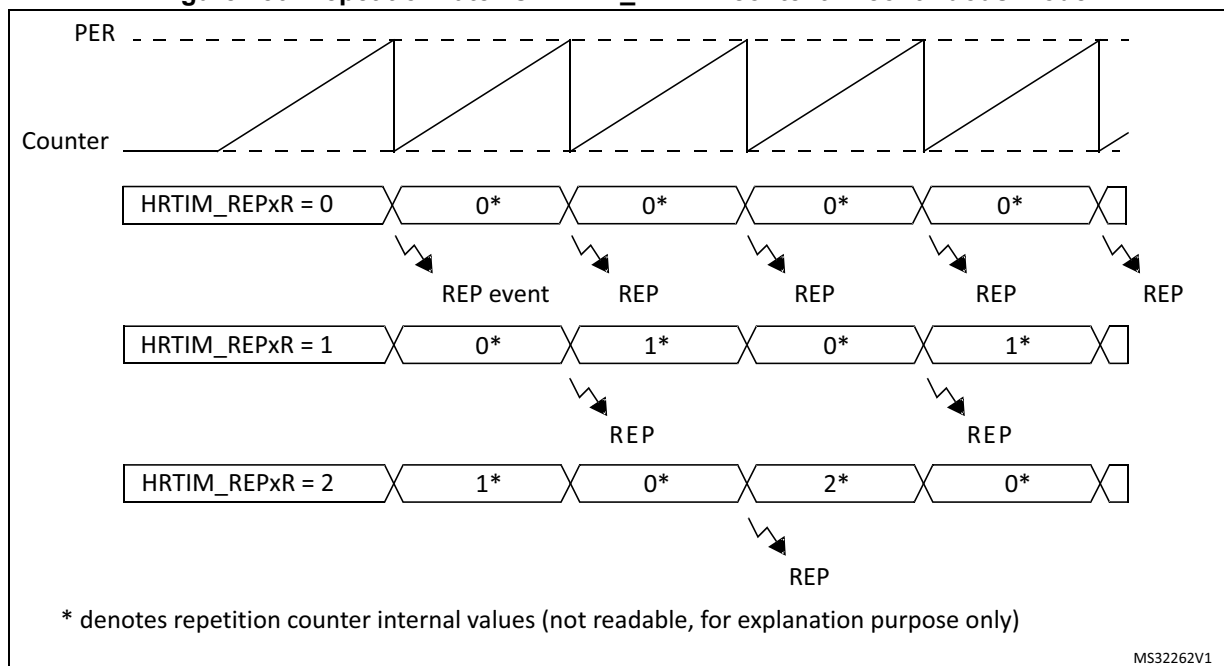 PER
Counter
HRTIM_REPxR = 0 0* 0* 0* 0*
REP event REP REP REP REP
HRTIM_REPxR = 1 0* 1* 0* 1*
REP REP
HRTIM_REPxR = 2 1* 0* 2* 0*
REP
* denotes repetition counter internal values (not readable, for explanation purpose only)
MS32262V1